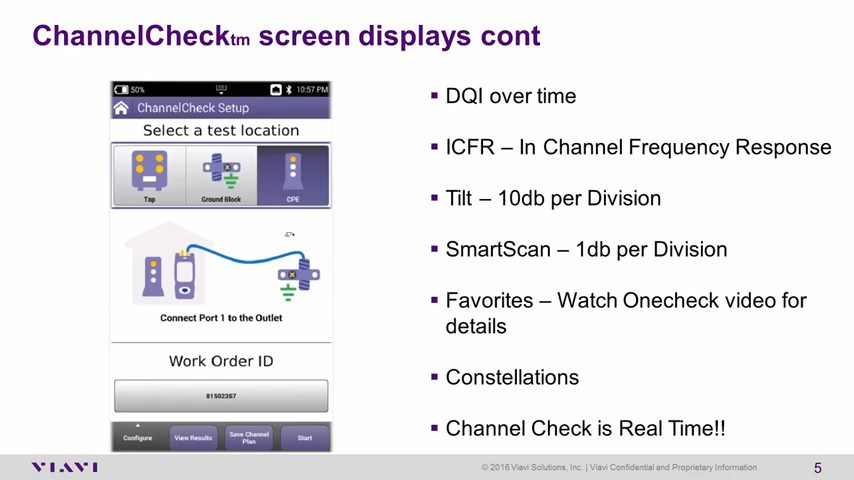 ChannelChecktm screen displays cont
50%
10:57 PM
ChannelCheck Setup
Select a test location
Tap
Ground Block
CPE
Connect Port 1 to the Outlet
Work Order ID
81502357
Configure
View Results
Save Channel
Plan
Start
▪ DQI over time
▪ ICFR – In Channel Frequency Response
▪ Tilt – 10db per Division
▪ SmartScan – 1db per Division
▪ Favorites – Watch Onecheck video for
details
▪ Constellations
▪ Channel Check is Real Time!!
VIAVI
© 2016 Viavi Solutions, Inc. | Viavi Confidential and Proprietary Information
5